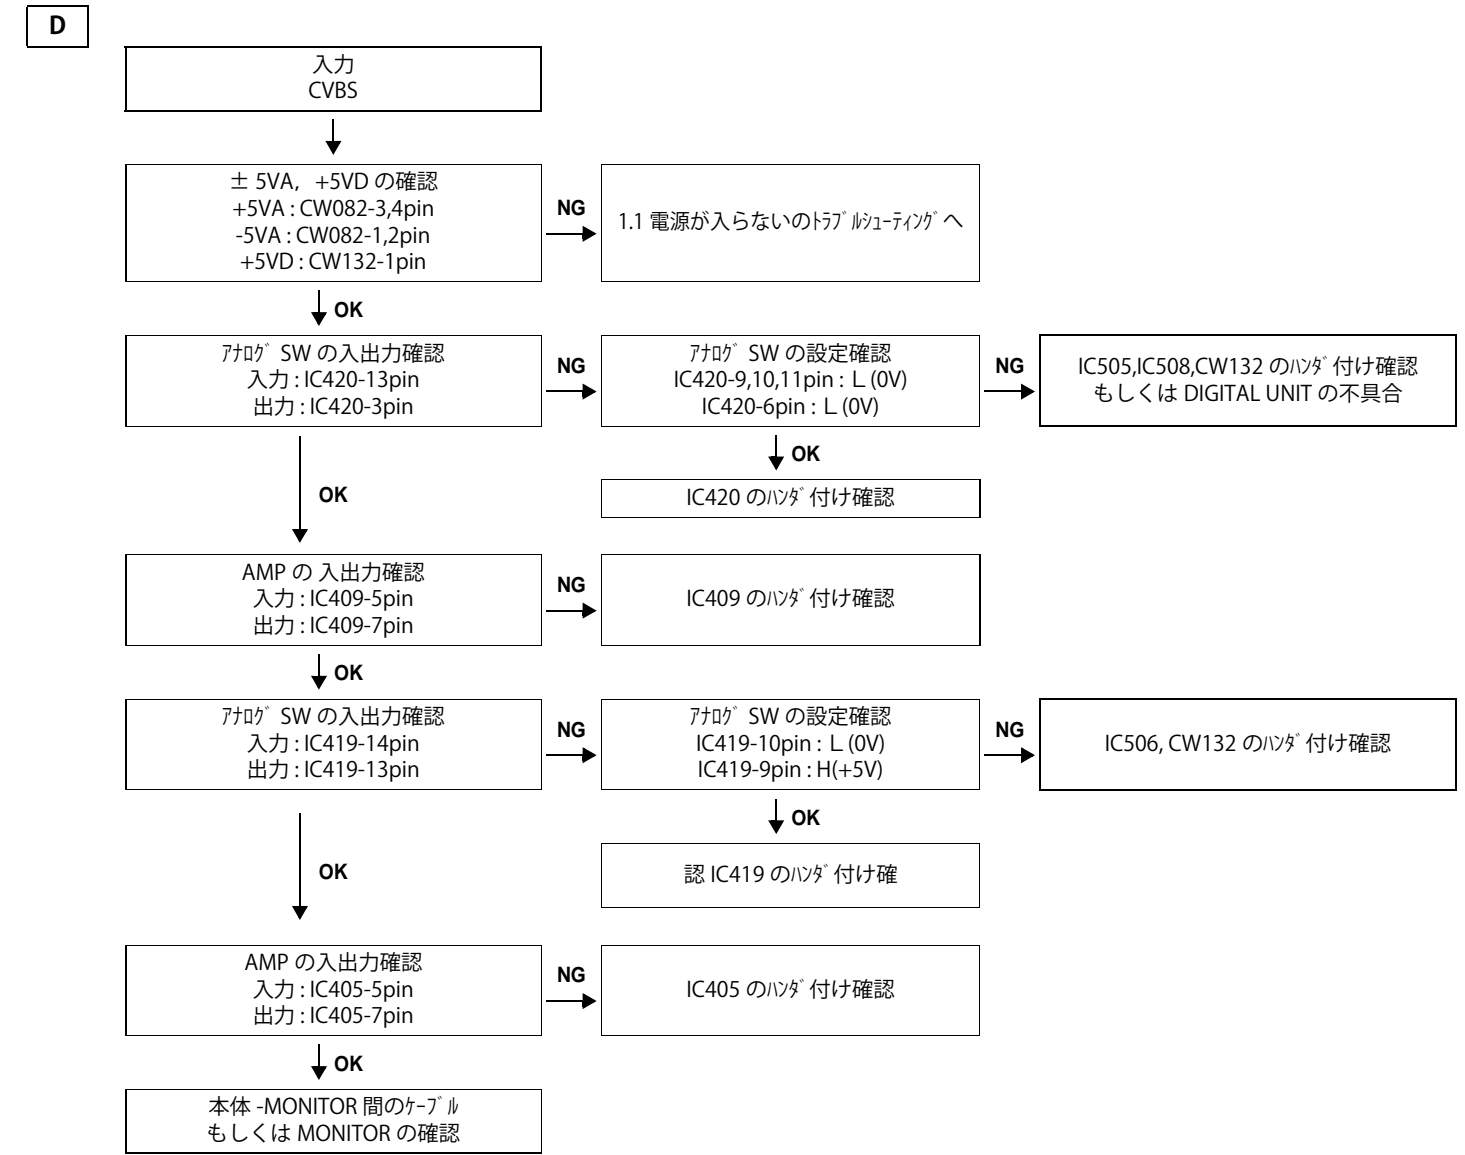 D
入力
CVBS
± 5VA, +5VD の確認
+5VA : CW082-3,4pin
-5VA : CW082-1,2pin
+5VD : CW132-1pin
NG
1.1 電源が入らないのﾄﾗﾌﾞﾙｼｭｰﾃｨﾝｸﾞへ
OK
ｱﾅﾛｸﾞ SW の入出力確認
入力 : IC420-13pin
出力 : IC420-3pin
NG
ｱﾅﾛｸﾞ SW の設定確認
IC420-9,10,11pin : L (0V)
IC420-6pin : L (0V)
NG
IC505,IC508,CW132 のﾊﾝﾀﾞ付け確認
もしくは DIGITAL UNIT の不具合
OK
IC420 のﾊﾝﾀﾞ付け確認
OK
AMP の 入出力確認
入力 : IC409-5pin
出力 : IC409-7pin
NG
IC409 のﾊﾝﾀﾞ付け確認
OK
ｱﾅﾛｸﾞ SW の入出力確認
入力 : IC419-14pin
出力 : IC419-13pin
NG
ｱﾅﾛｸﾞ SW の設定確認
IC419-10pin : L (0V)
IC419-9pin : H(+5V)
NG
IC506, CW132 のﾊﾝﾀﾞ付け確認
OK
認 IC419 のﾊﾝﾀﾞ付け確
OK
AMP の入出力確認
入力 : IC405-5pin
出力 : IC405-7pin
NG
IC405 のﾊﾝﾀﾞ付け確認
OK
本体 -MONITOR 間のｹｰﾌﾞﾙ
もしくは MONITOR の確認